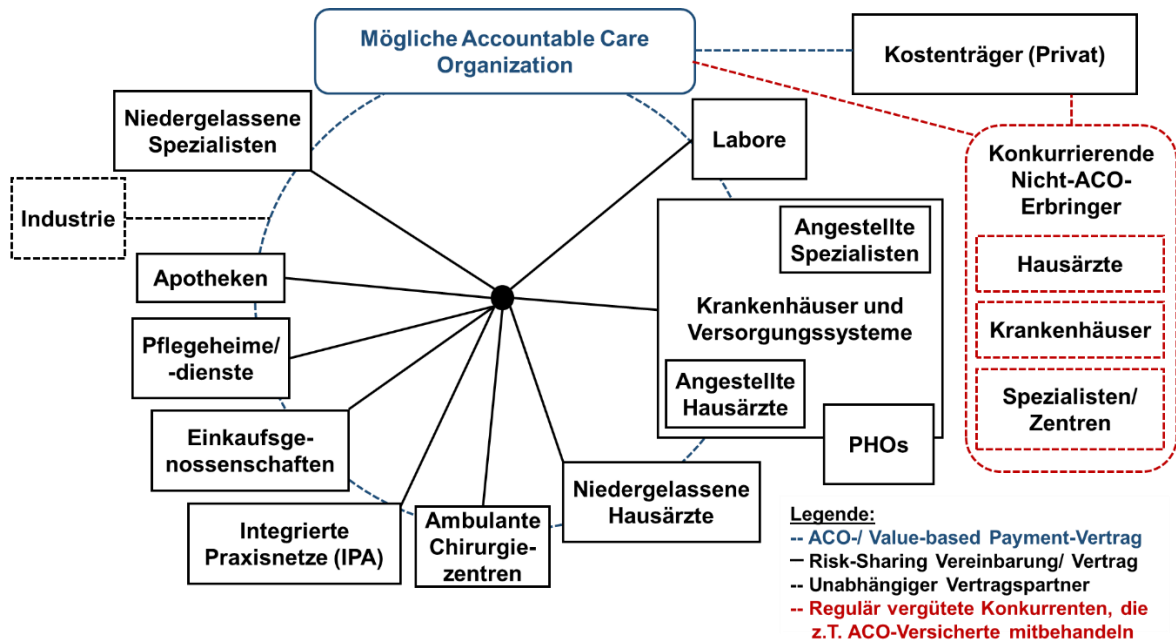 Mögliche Accountable Care
Organization
Kostenträger (Privat)
Niedergelassene
Spezialisten
Labore
Konkurrierende
Nicht-ACO-
Erbringer
Industrie
Angestellte
Spezialisten
Hausärzte
Apotheken
Krankenhäuser und
Versorgungssysteme
Krankenhäuser
Pflegeheime/
-dienste
Angestellte
Hausärzte
Spezialisten/
Zentren
Einkaufsge-
nossenschaften
PHOs
Niedergelassene
Hausärzte
Integrierte
Praxisnetze (IPA)
Ambulante
Chirurgie-
zentren
Legende:
-- ACO-/ Value-based Payment-Vertrag
– Risk-Sharing Vereinbarung/ Vertrag
-- Unabhängiger Vertragspartner
-- Regulär vergütete Konkurrenten, die
z.T. ACO-Versicherte mitbehandeln